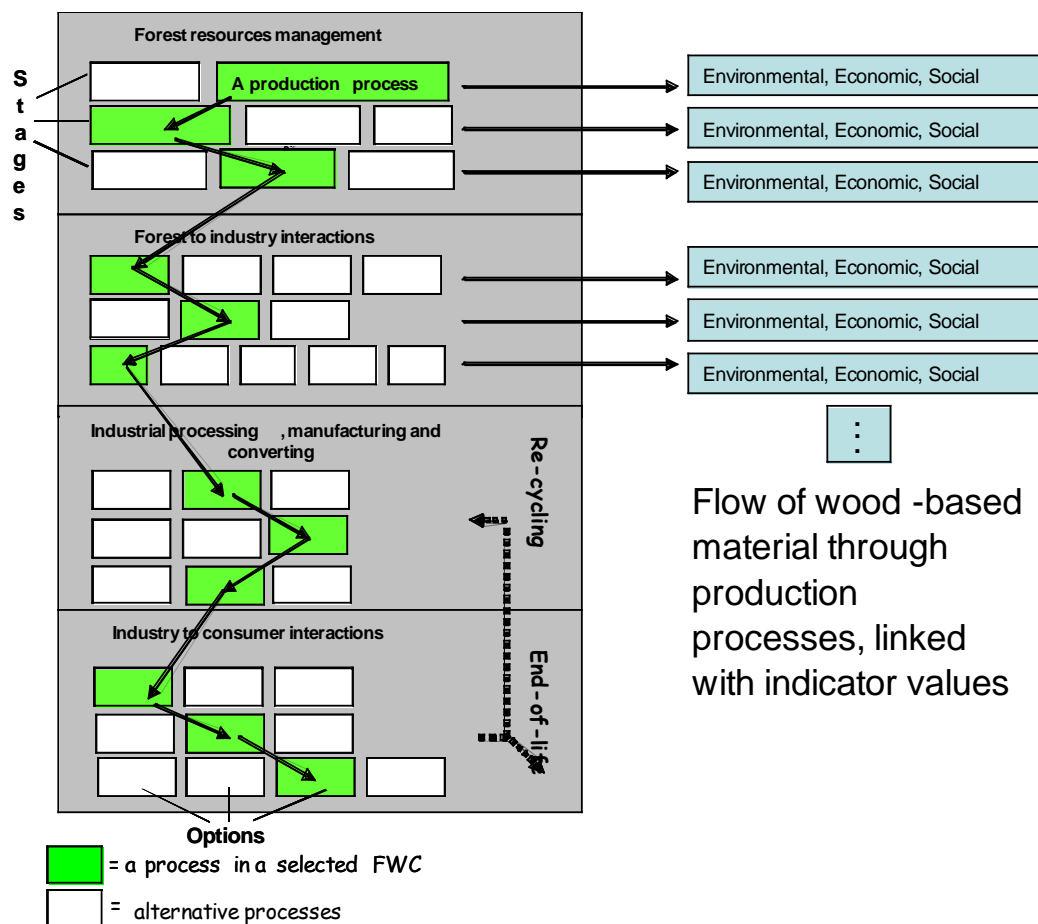 Forest resources management
Stages
A production process
Environmental, Economic, Social
Environmental, Economic, Social
Environmental, Economic, Social
Forest to industry interactions
Environmental, Economic, Social
Environmental, Economic, Social
Environmental, Economic, Social
Industrial processing , manufacturing and
converting
Re-cycling
Flow of wood -based
material through
production
processes, linked
with indicator values
Industry to consumer interactions
End-of-life
Options
= a process in a selected FWC
= alternative processes